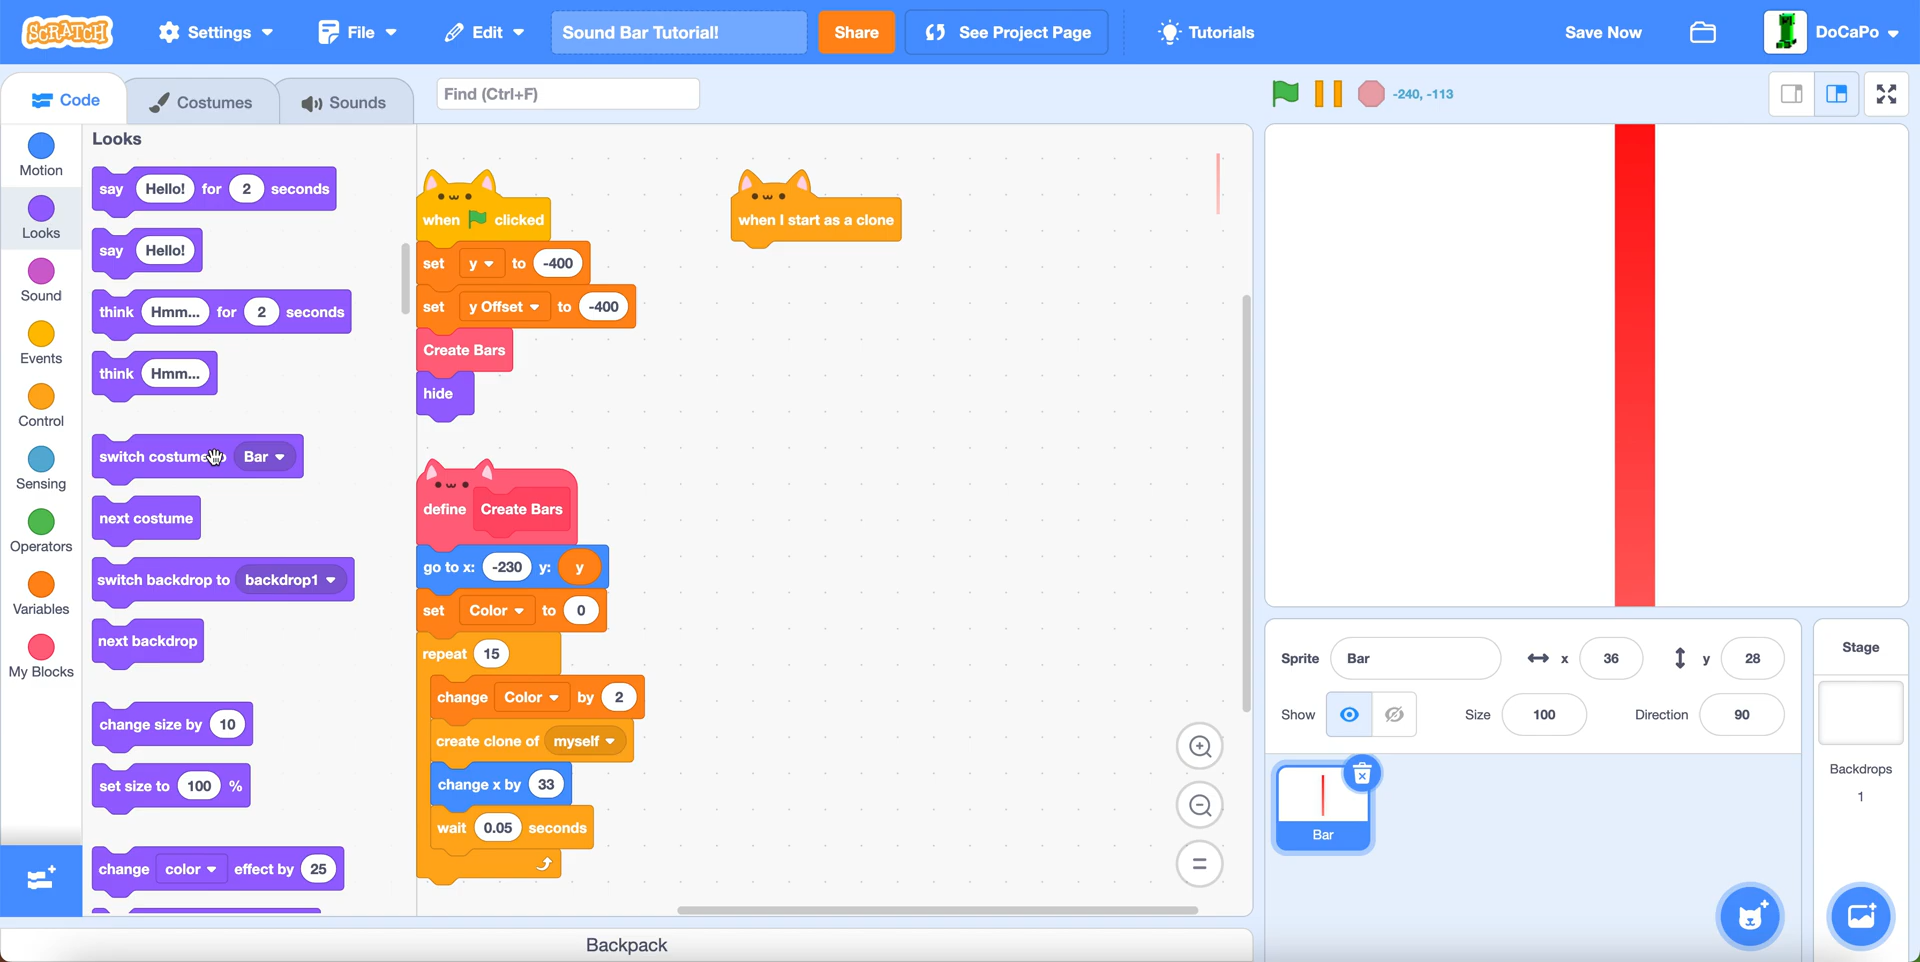 SCRATCH Settings File Edit Sound Bar Tutorial! Share See Project Page Tutorials Save Now DoCaPo
Code Costumes Sounds Find (Ctrl+F) -240, -113
Motion
Looks
Sound
Events
Control
Sensing
Operators
Variables
My Blocks
Looks
say Hello! for 2 seconds
say Hello!
think Hmm... for 2 seconds
think Hmm...
switch costume Bar
next costume
switch backdrop to backdrop1
next backdrop
change size by 10
set size to 100 %
change color effect by 25
when clicked
set y to -400
set y Offset to -400
Create Bars
hide
define Create Bars
go to x: -230 y: y
set Color to 0
repeat 15
change Color by 2
create clone of myself
change x by 33
wait 0.05 seconds
when I start as a clone
Sprite Bar x 36 y 28
Show Size 100 Direction 90
Bar
Stage
Backdrops
1
Backpack